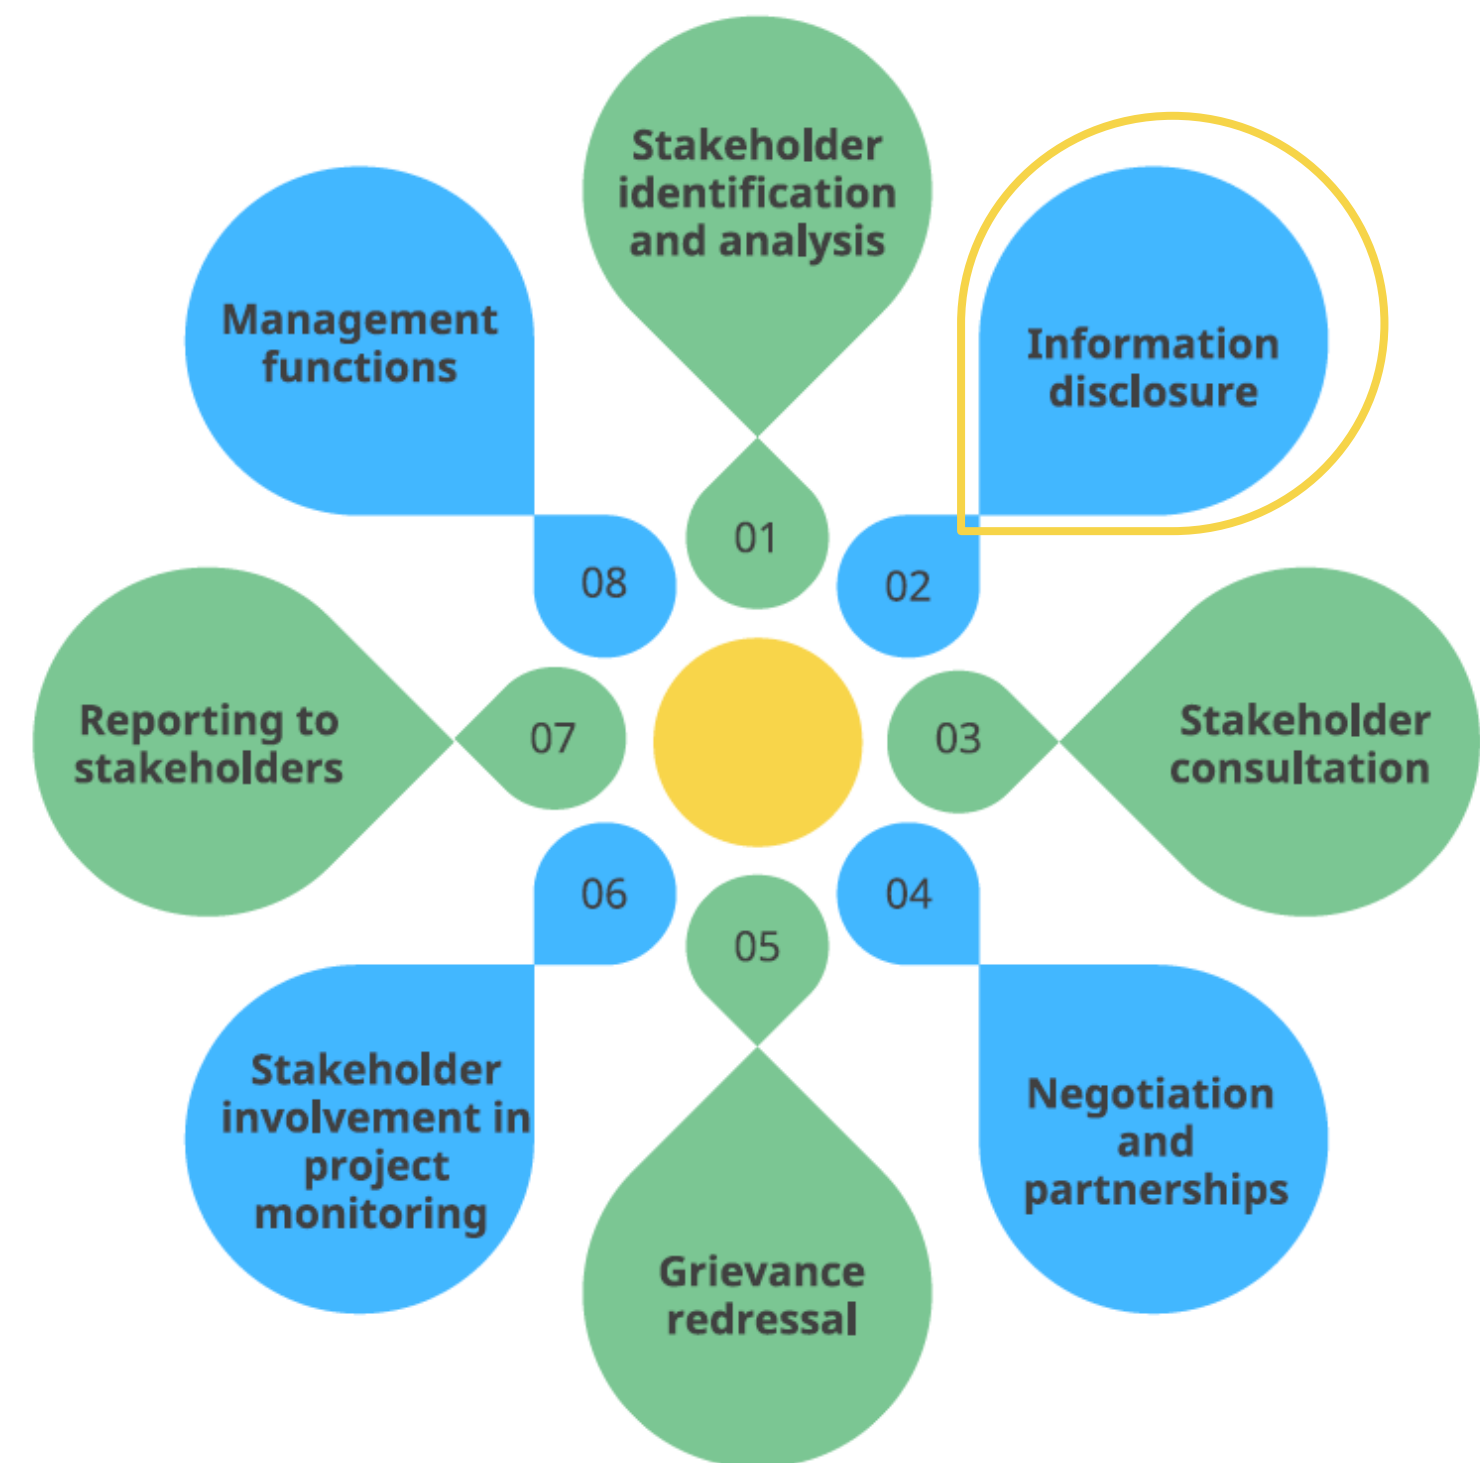 Stakeholder
identification
and analysis
01
Information
disclosure
02
Stakeholder
consultation
03
Negotiation
and
partnerships
04
Grievance
redressal
05
Stakeholder
involvement in
project
monitoring
06
Reporting to
stakeholders
07
Management
functions
08